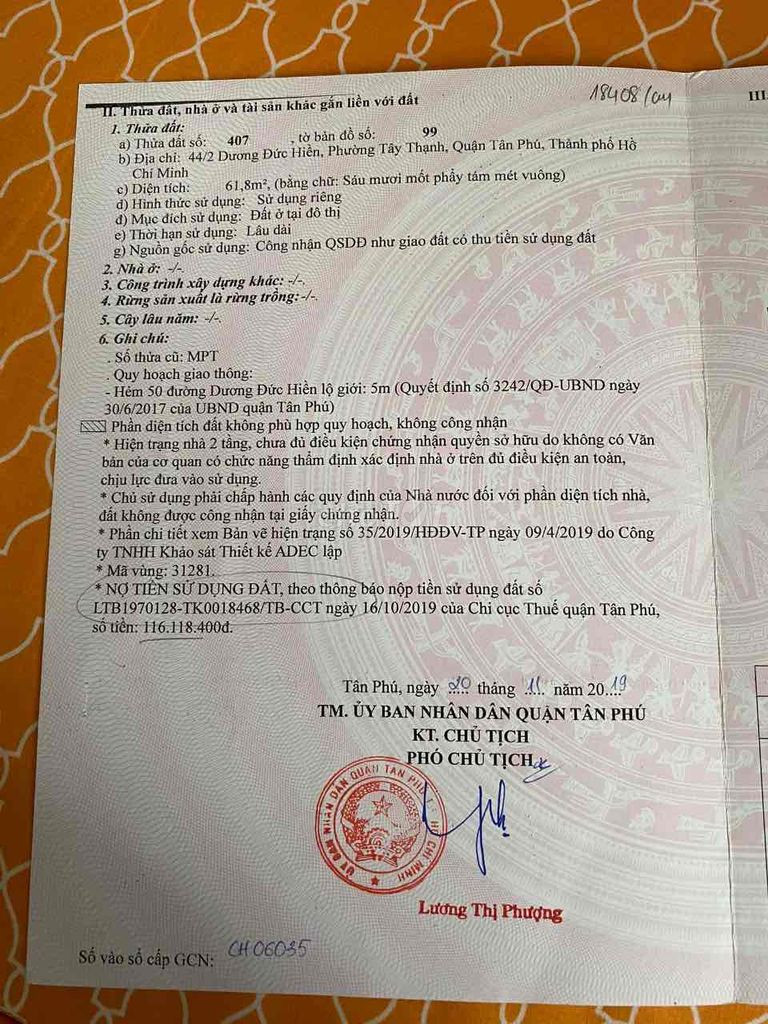 18408/
III.
II. Thửa đất, nhà ở và tài sản khác gắn liền với đất
1. Thửa đất:
a) Thửa đất số: 407 , tờ bản đồ số: 99
b) Địa chỉ: 44/2 Dương Đức Hiền, Phường Tây Thạnh, Quận Tân Phú, Thành phố Hồ
Chí Minh
c) Diện tích: 61,8m², (bằng chữ: Sáu mươi mốt phẩy tám mét vuông)
d) Hình thức sử dụng: Sử dụng riêng
đ) Mục đích sử dụng: Đất ở tại đô thị
e) Thời hạn sử dụng: Lâu dài
g) Nguồn gốc sử dụng: Công nhận QSDĐ như giao đất có thu tiền sử dụng đất
2. Nhà ở: -/-.
3. Công trình xây dựng khác: -/-.
4. Rừng sản xuất là rừng trồng: -/-.
5. Cây lâu năm: -/-.
6. Ghi chú:
. Số thửa cũ: MPT
. Quy hoạch giao thông:
- Hẻm 50 đường Dương Đức Hiền lộ giới: 5m (Quyết định số 3242/QĐ-UBND ngày
30/6/2017 của UBND quận Tân Phú)
Phần diện tích đất không phù hợp quy hoạch, không công nhận
* Hiện trạng nhà 2 tầng, chưa đủ điều kiện chứng nhận quyền sở hữu do không có Văn
bản của cơ quan có chức năng thẩm định xác định nhà ở trên đủ điều kiện an toàn,
chịu lực đưa vào sử dụng.
* Chủ sử dụng phải chấp hành các quy định của Nhà nước đối với phần diện tích nhà,
đất không được công nhận tại giấy chứng nhận.
* Phần chi tiết xem Bản vẽ hiện trạng số 35/2019/HĐĐV-TP ngày 09/4/2019 do Công
ty TNHH Khảo sát Thiết kế ADEC lập
* Mã vùng: 31281.
* NỢ TIỀN SỬ DỤNG ĐẤT, theo thông báo nộp tiền sử dụng đất số
LTB1970128-TK0018468/TB-CCT ngày 16/10/2019 của Chi cục Thuế quận Tân Phú,
số tiền: 116.118.400đ.
Tân Phú, ngày 20 tháng 11 năm 2019
TM. ỦY BAN NHÂN DÂN QUẬN TÂN PHÚ
KT. CHỦ TỊCH
PHÓ CHỦ TỊCH
ỦY BAN NHÂN DÂN QUẬN TÂN PHÚ
HỒ CHÍ MINH
Lương Thị Phượng
Số vào sổ cấp GCN: CH06035